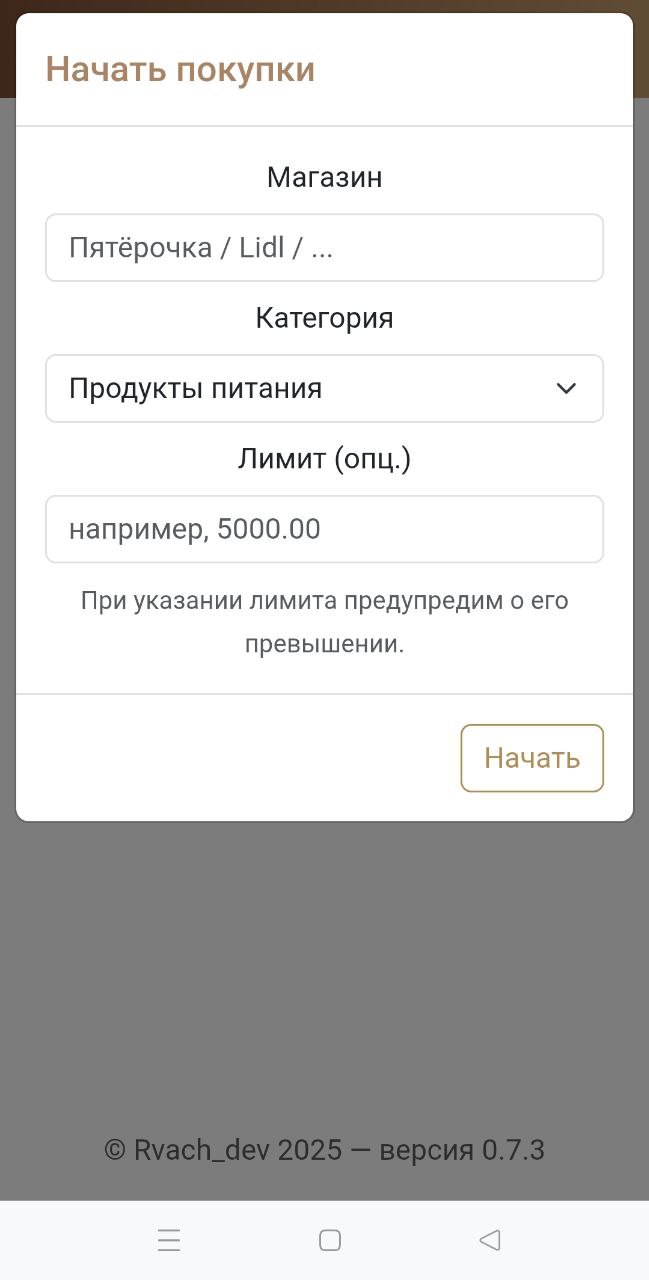 Начать покупки
Магазин
Пятёрочка / Lidl / ...
Категория
Продукты питания
Лимит (опц.)
например, 5000.00
При указании лимита предупредим о его
превышении.
Начать
© Rvach_dev 2025 — версия 0.7.3